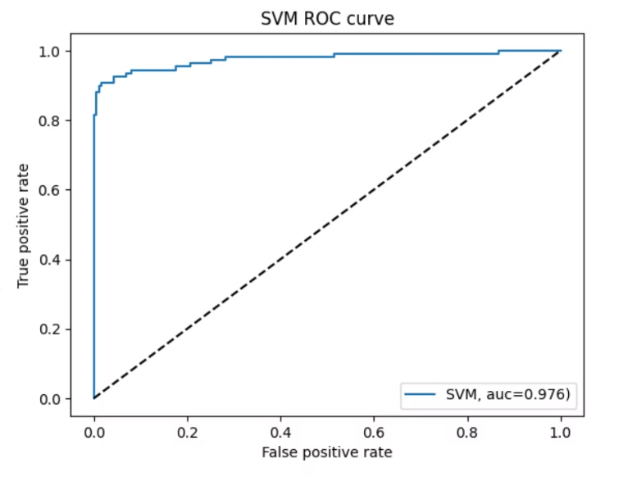 SVM ROC curve
True positive rate
1.0
0.8
0.6
0.4
0.2
0.0
SVM, auc=0.976)
0.0 0.2 0.4 0.6 0.8 1.0
False positive rate